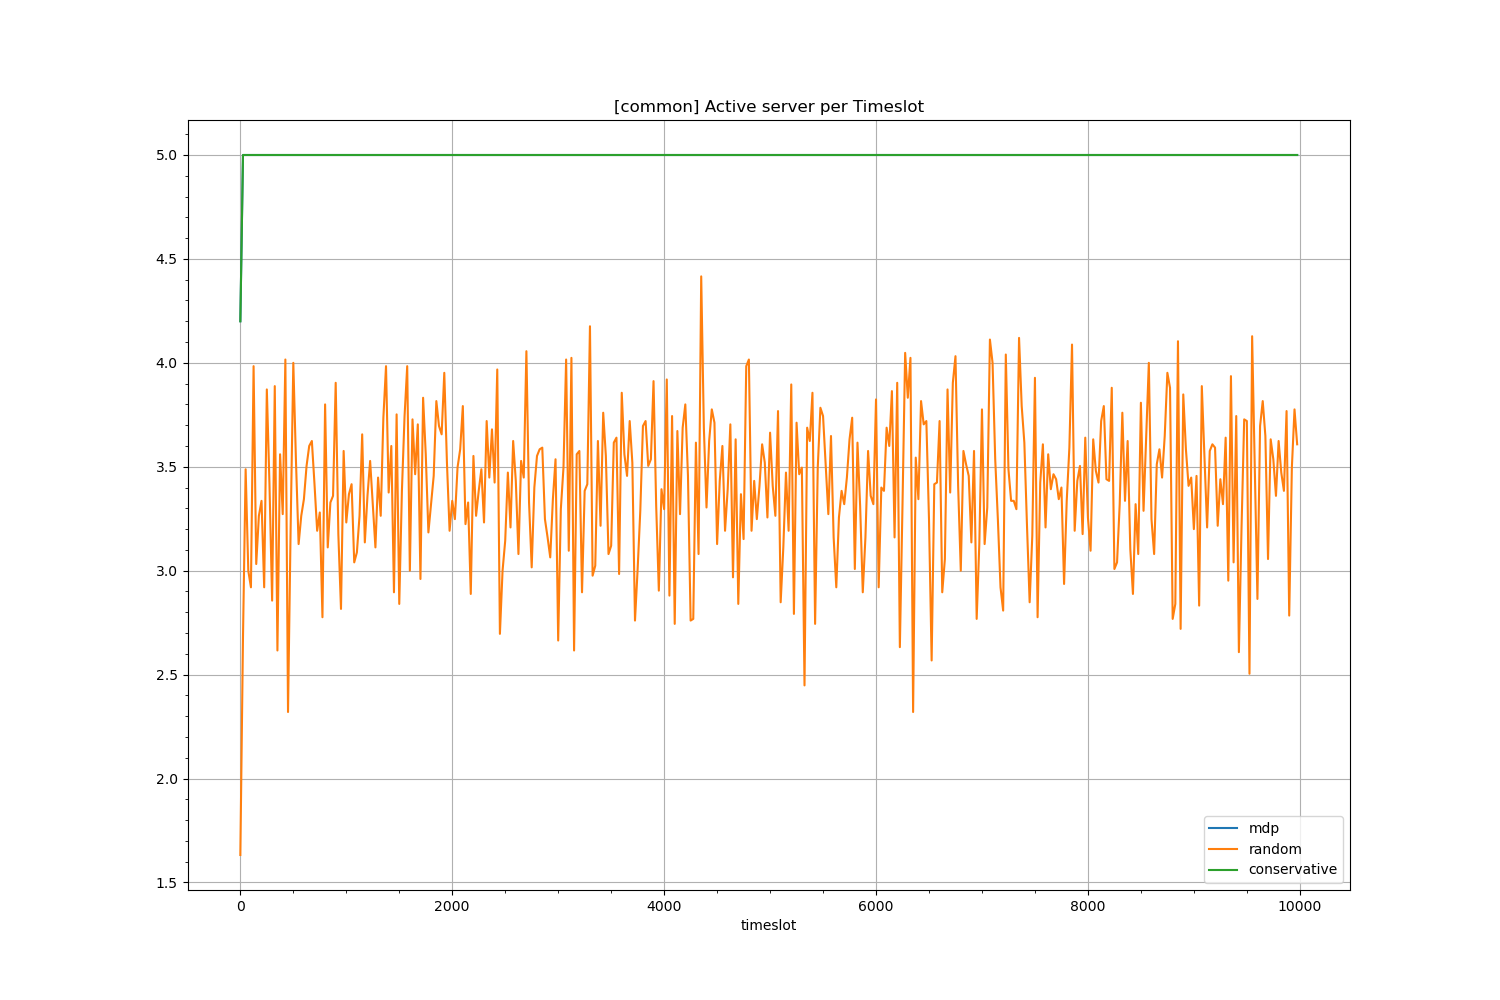 [common] Active server per Timeslot
5.0
4.5
4.0
3.5
3.0
2.5
2.0
1.5
0 2000 4000 6000 8000 10000
timeslot
mdp
random
conservative